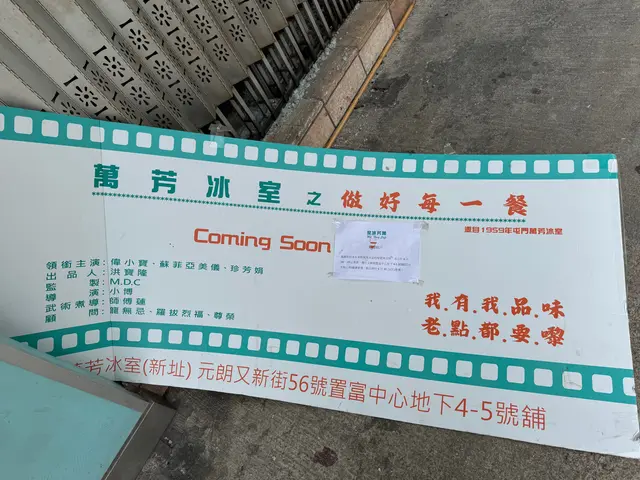 萬芳冰室之做好每一餐
源自1959年屯門萬芳冰室
Coming Soon
領銜主演：偉小寶、蘇菲亞美儀、珍芳娟
出品人：洪寶隆
監製：M.D.C
導演：小博
武術煮導：師傅蓮
顧問：龍無忌、羅拔烈福、尊榮
我.有.我.品.味
老.點.都.要.嚟
芳冰室(新址) 元朗又新街56號置富中心地下4-5號舖